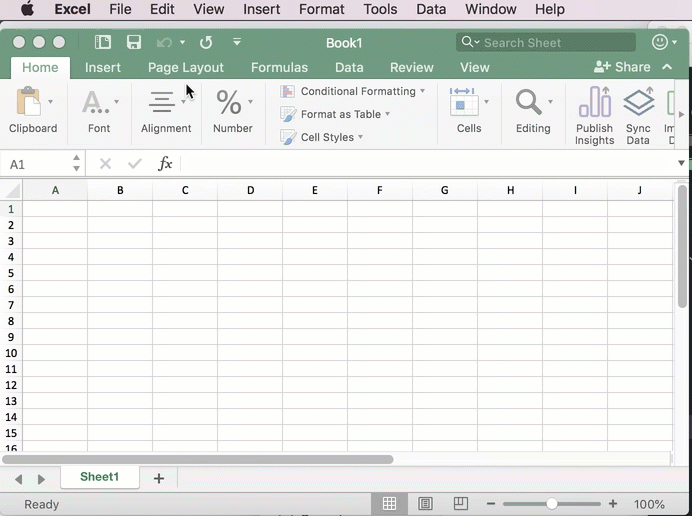 Excel File Edit View Insert Format Tools Data Window Help
Book1
Search Sheet
Home Insert Page Layout Formulas Data Review View Share
A...
%
Conditional Formatting
Format as Table
Cell Styles
Clipboard Font Alignment Number Cells Editing Publish Insights Sync Data
A1 fx
A B C D E F G H I J
1
2
3
4
5
6
7
8
9
10
11
12
13
14
15
16
Sheet1 +
Ready 100%